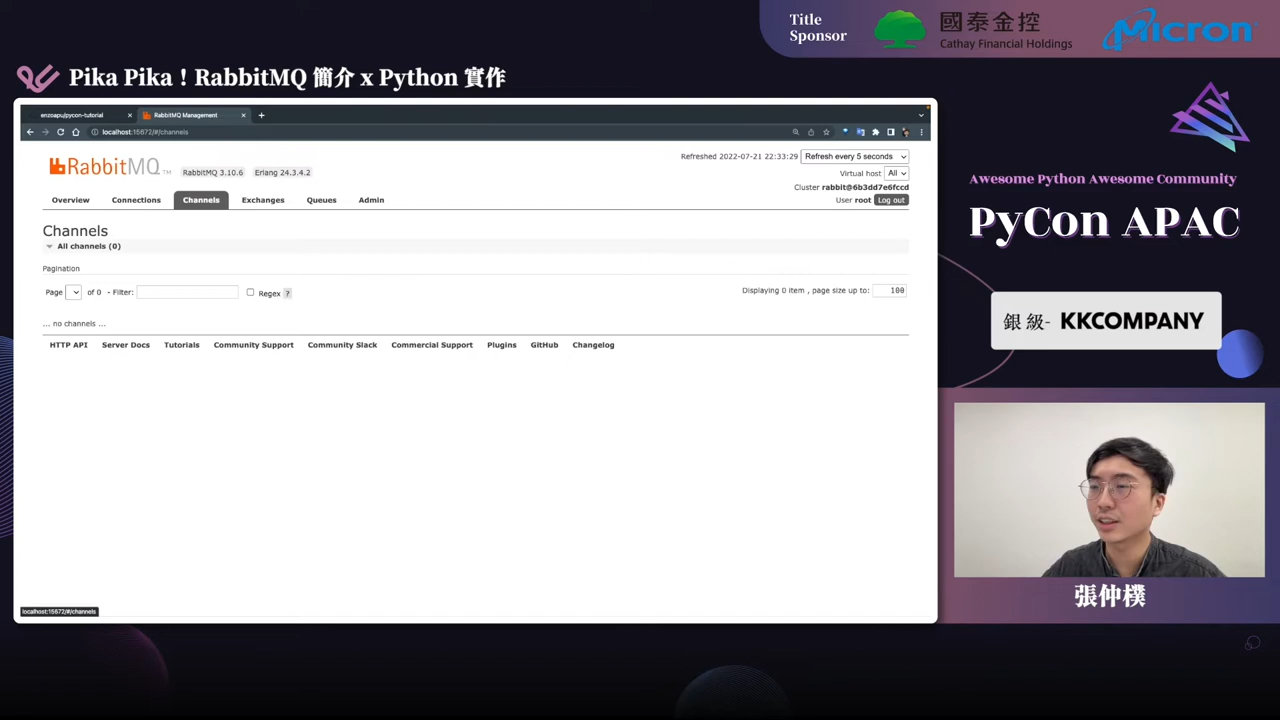 Title
Sponsor
國泰金控
Cathay Financial Holdings
Micron
Pika Pika！RabbitMQ 簡介 x Python 實作
enzoapu/pycon-tutorial
RabbitMQ Management
localhost:15672/#/channels
RabbitMQ TM
RabbitMQ 3.10.6
Erlang 24.3.4.2
Refreshed 2022-07-21 22:33:29
Refresh every 5 seconds
Virtual host All
Cluster rabbit@6b3dd7e6fccd
User root Log out
Overview
Connections
Channels
Exchanges
Queues
Admin
Channels
All channels (0)
Pagination
Page of 0 - Filter: Regex ?
Displaying 0 item , page size up to: 100
... no channels ...
HTTP API
Server Docs
Tutorials
Community Support
Community Slack
Commercial Support
Plugins
GitHub
Changelog
localhost:15672/#/channels
Awesome Python Awesome Community
PyCon APAC
銀級- KKCOMPANY
張仲樸